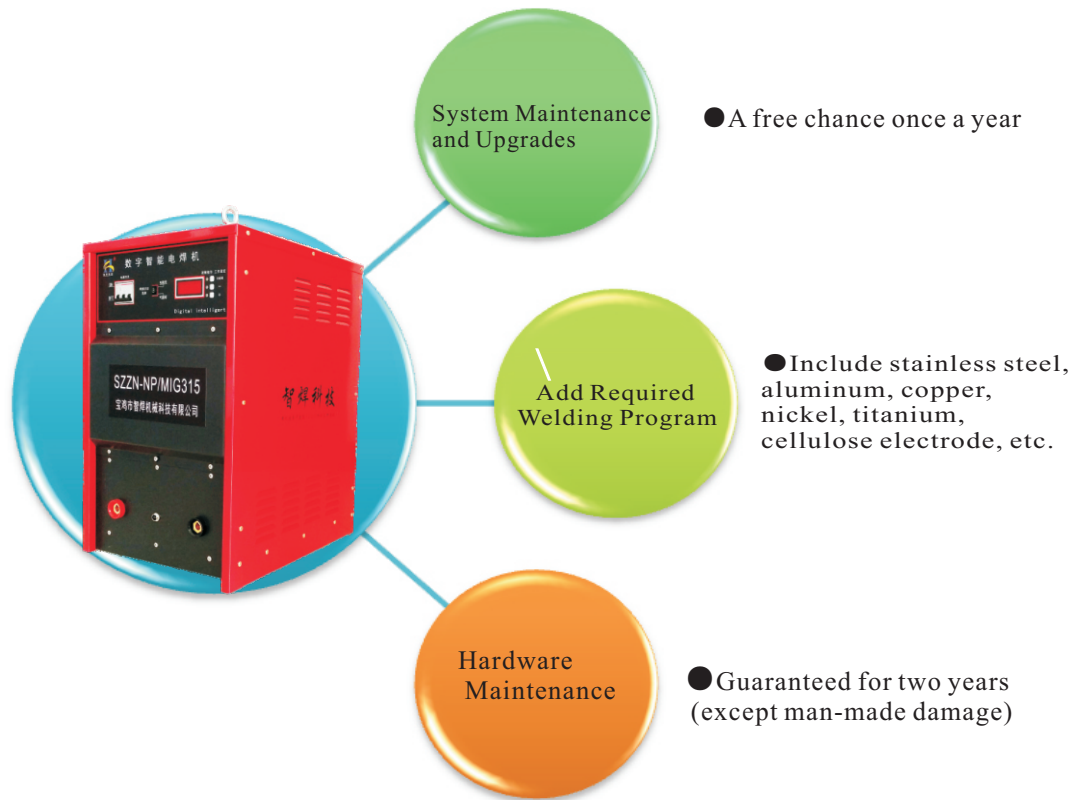 System Maintenance
and Upgrades
●A free chance once a year
数字智能电焊机
Digital intelligent
SZZN-NP/MIG315
宝鸡市智焊机械科技有限公司
智焊科技
Add Required
Welding Program
●Include stainless steel,
aluminum, copper,
nickel, titanium,
cellulose electrode, etc.
Hardware
Maintenance
●Guaranteed for two years
(except man-made damage)